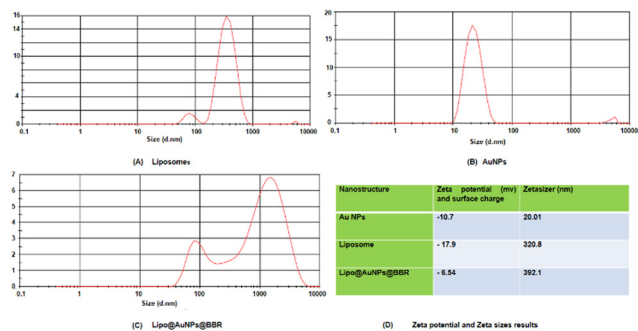 16
14
10
8
6
4
2
0
0.1 1 10 100 1000 10000
Size (d.nm)
(A) Liposomes
20
15
10
5
0
0.1 1 10 100 1000 10000
Size (d.nm)
(B) AuNPs
7
6
5
4
3
2
1
0
0.1 1 10 100 1000 10000
Size (d.nm)
(C) Lipo@AuNPs@BBR
Nanostructure Zeta potential (mv) Zetasizer (nm)
and surface charge
Au NPs -10.7 20.01
Liposome - 17.9 320.8
Lipo@AuNPs@BBR - 6.54 392.1
(D) Zeta potential and Zeta sizes results